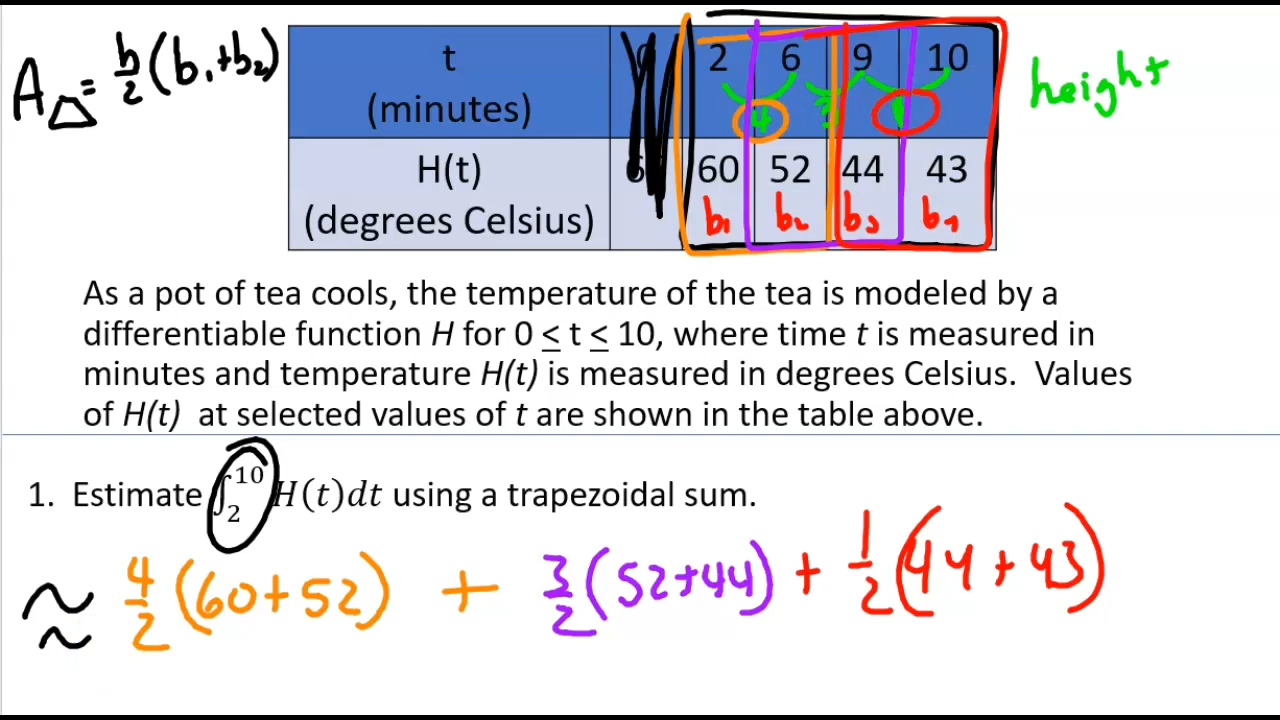 A = h/2 (b₁+b₂)
t (minutes) 2 6 9 10
4 3 1
height
H(t) (degrees Celsius) 6 60 52 44 43
b₁ b₂ b₃ b₄
As a pot of tea cools, the temperature of the tea is modeled by a
differentiable function H for 0 ≤ t ≤ 10, where time t is measured in
minutes and temperature H(t) is measured in degrees Celsius. Values
of H(t) at selected values of t are shown in the table above.
1. Estimate ∫₂¹⁰ H(t)dt using a trapezoidal sum.
≈ 4/2 (60+52) + 3/2 (52+44) + 1/2 (44+43)